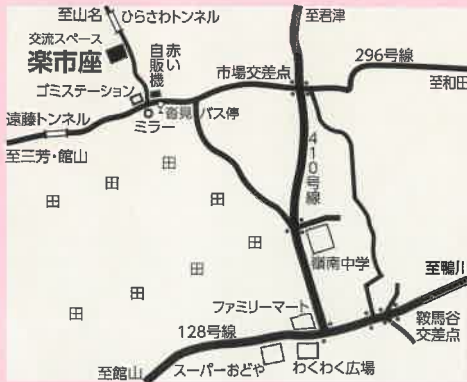 至山名
ひらさわトンネル
至君津
交流スペース
楽市座
赤い
自販機
市場交差点
296号線
至和田
ゴミステーション
遠藤トンネル
ミラー
沓見
バス停
至三芳・館山
410号線
田
田
田
田
田
田
田
田
田
嶺南中学
至鴨川
ファミリーマート
鞍馬谷
交差点
128号線
至館山
スーパーおどや
わくわく広場